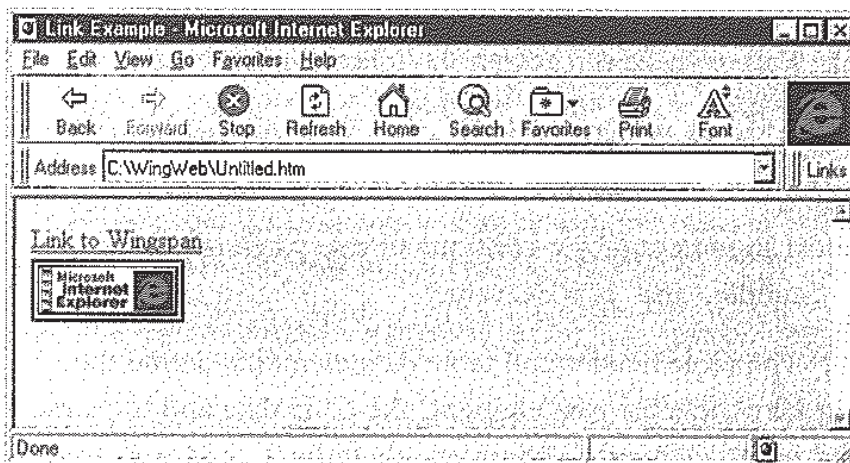 Link Example - Microsoft Internet Explorer
File Edit View Go Favorites Help
Back Forward Stop Refresh Home Search Favorites Print Font
Address C:\WingWeb\Untitled.htm Links
Link to Wingspan
Microsoft
Internet
Explorer
Done